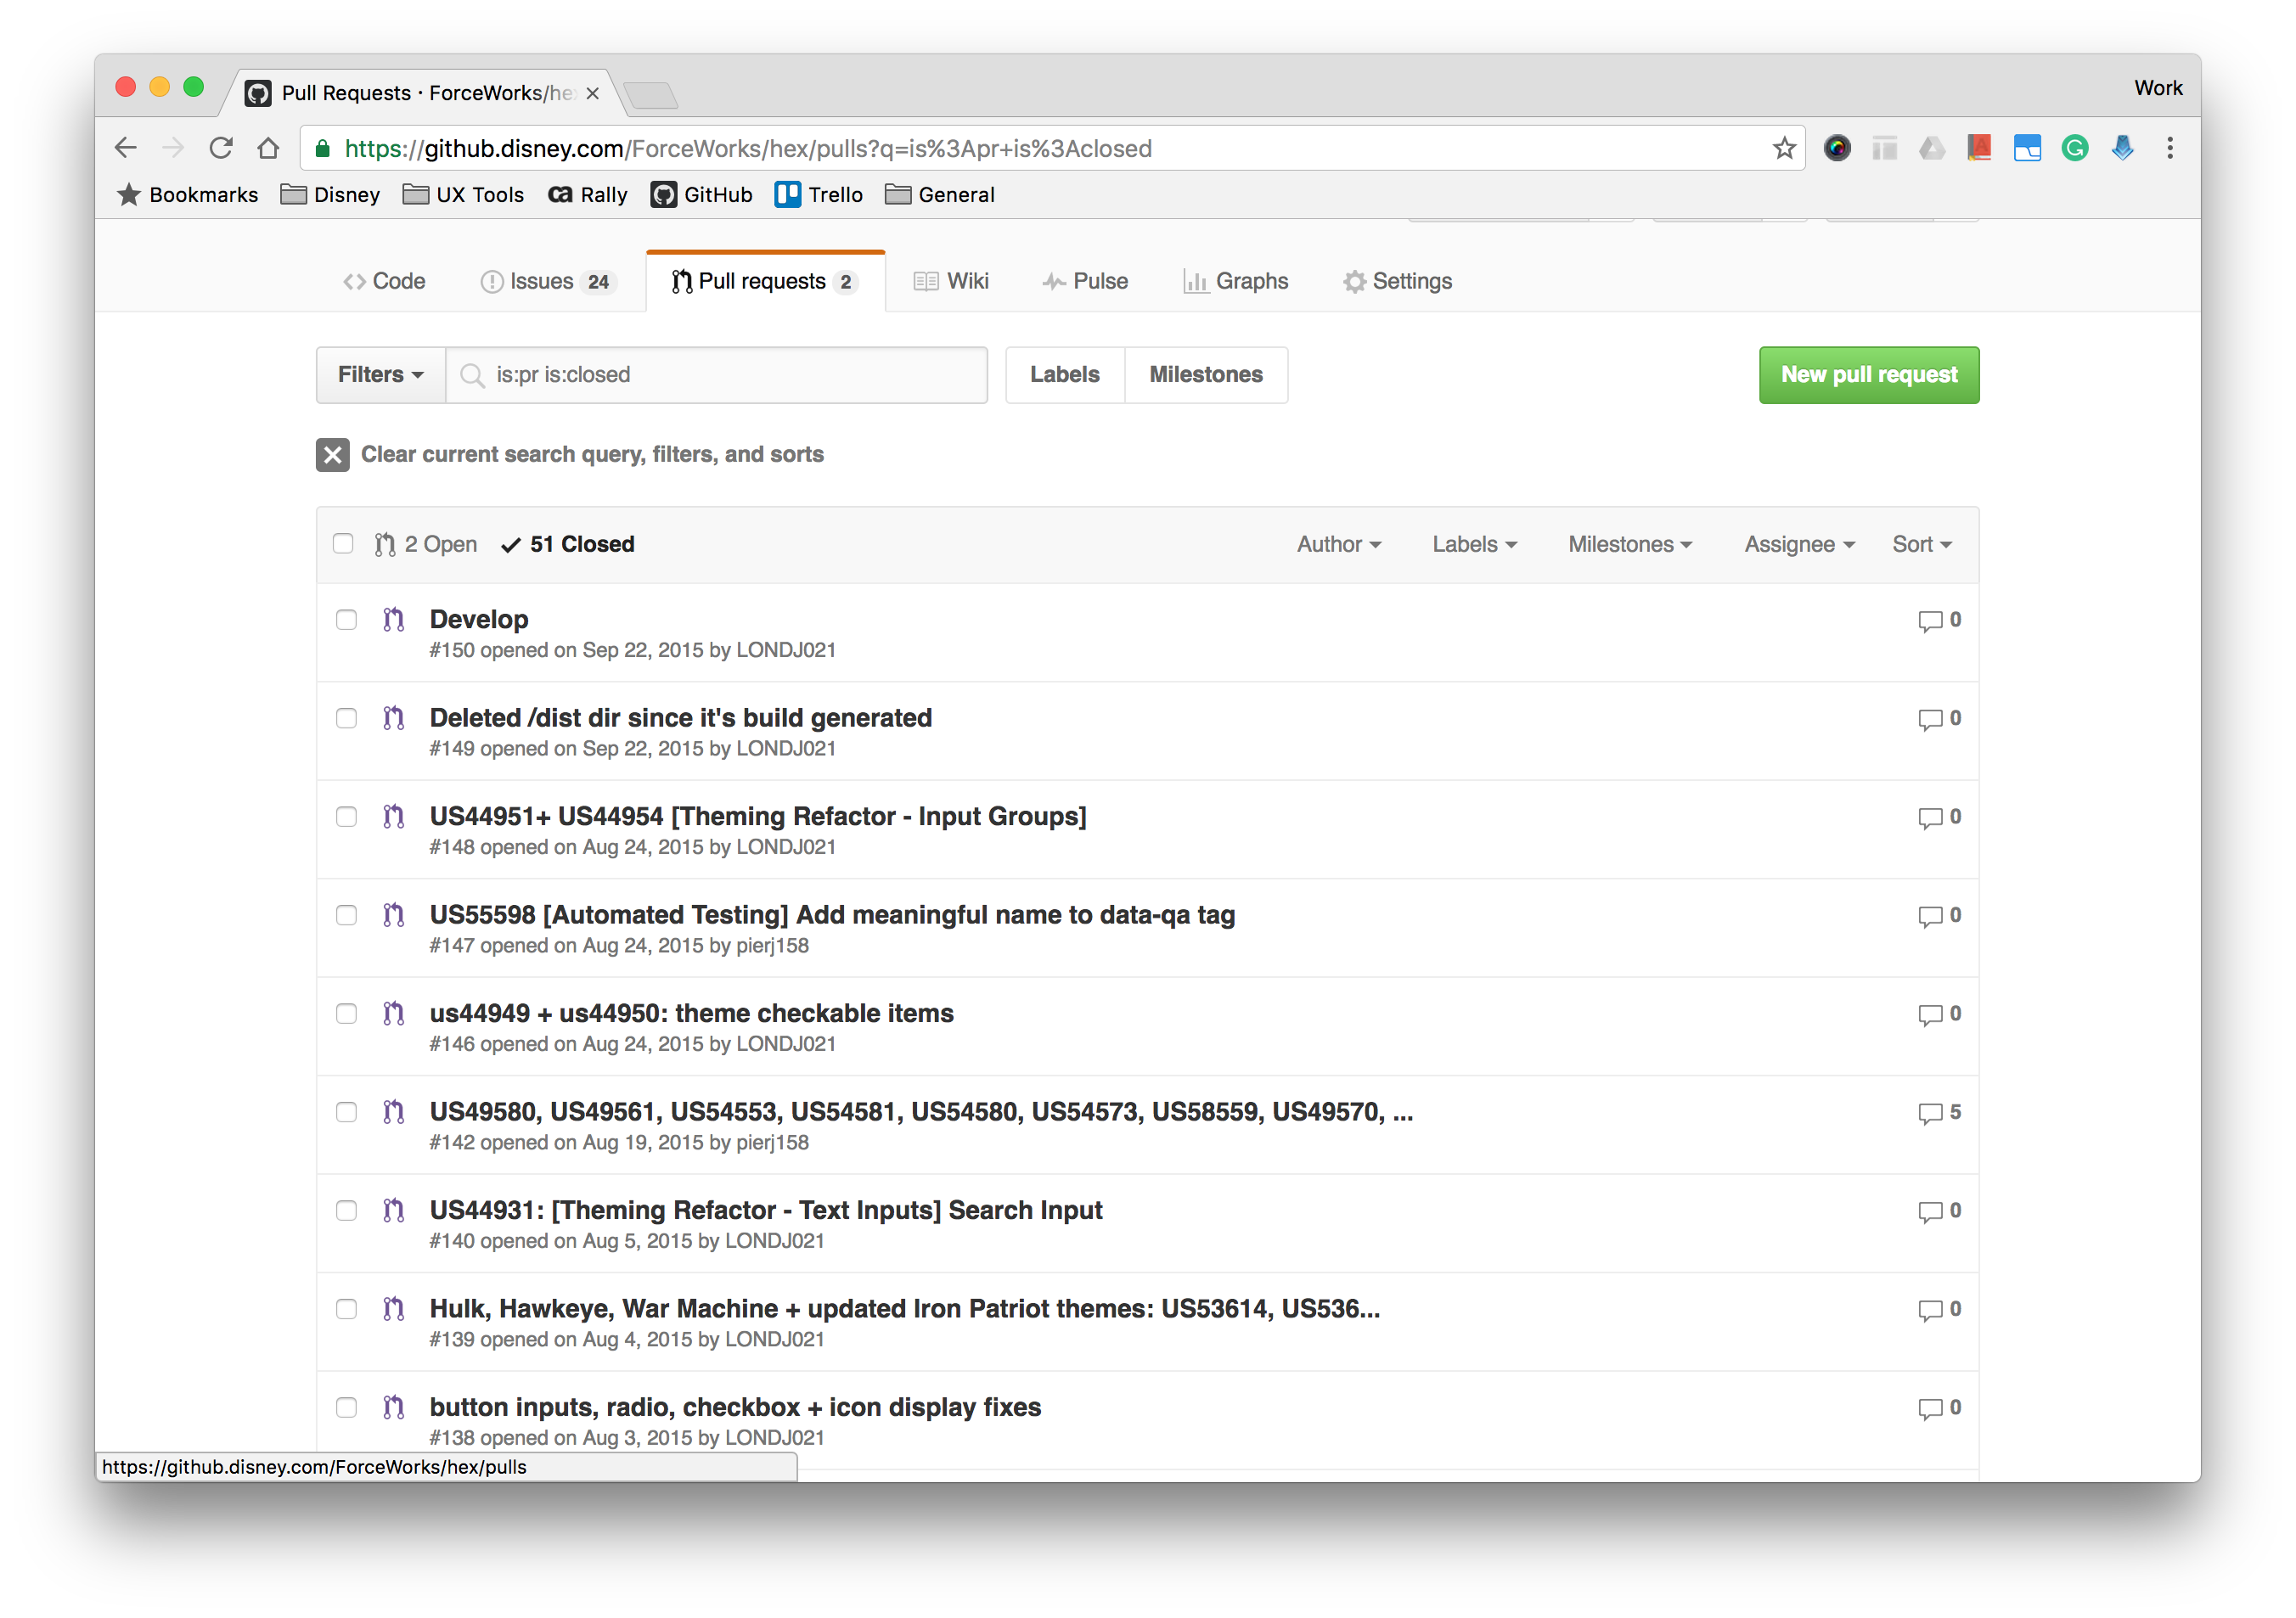 Pull Requests · ForceWorks/hex
Work
https://github.disney.com/ForceWorks/hex/pulls?q=is%3Apr+is%3Aclosed
Bookmarks Disney UX Tools ca Rally GitHub Trello General
Code Issues 24 Pull requests 2 Wiki Pulse Graphs Settings
Filters is:pr is:closed Labels Milestones New pull request
Clear current search query, filters, and sorts
2 Open 51 Closed Author Labels Milestones Assignee Sort
Develop 0
#150 opened on Sep 22, 2015 by LONDJ021
Deleted /dist dir since it's build generated 0
#149 opened on Sep 22, 2015 by LONDJ021
US44951+ US44954 [Theming Refactor - Input Groups] 0
#148 opened on Aug 24, 2015 by LONDJ021
US55598 [Automated Testing] Add meaningful name to data-qa tag 0
#147 opened on Aug 24, 2015 by pierj158
us44949 + us44950: theme checkable items 0
#146 opened on Aug 24, 2015 by LONDJ021
US49580, US49561, US54553, US54581, US54580, US54573, US58559, US49570, ... 5
#142 opened on Aug 19, 2015 by pierj158
US44931: [Theming Refactor - Text Inputs] Search Input 0
#140 opened on Aug 5, 2015 by LONDJ021
Hulk, Hawkeye, War Machine + updated Iron Patriot themes: US53614, US536... 0
#139 opened on Aug 4, 2015 by LONDJ021
button inputs, radio, checkbox + icon display fixes 0
#138 opened on Aug 3, 2015 by LONDJ021
https://github.disney.com/ForceWorks/hex/pulls